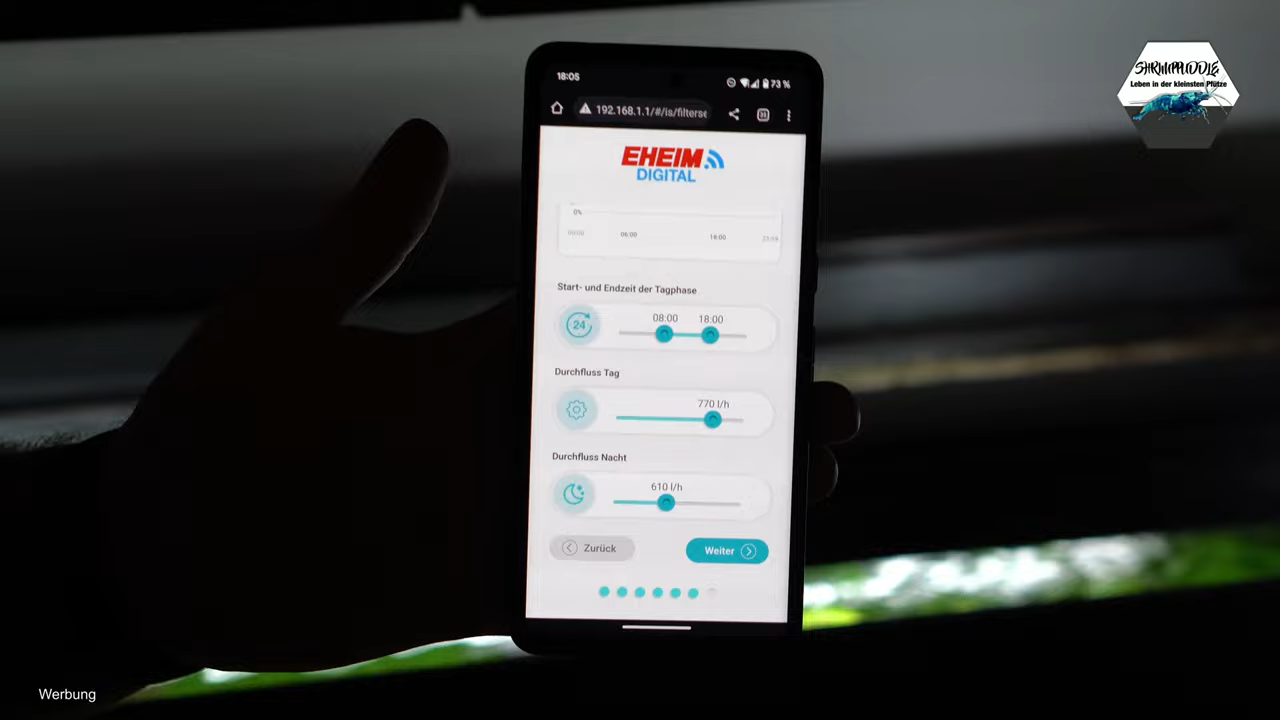 18:05
73 %
192.168.1.1/#/is/filterse
SHRIMPPUDDLE
Leben in der kleinsten Pfütze
EHEIM
DIGITAL
0%
00:00 06:00 18:00 23:59
Start- und Endzeit der Tagphase
24
08:00 18:00
Durchfluss Tag
770 l/h
Durchfluss Nacht
610 l/h
Zurück
Weiter
Werbung